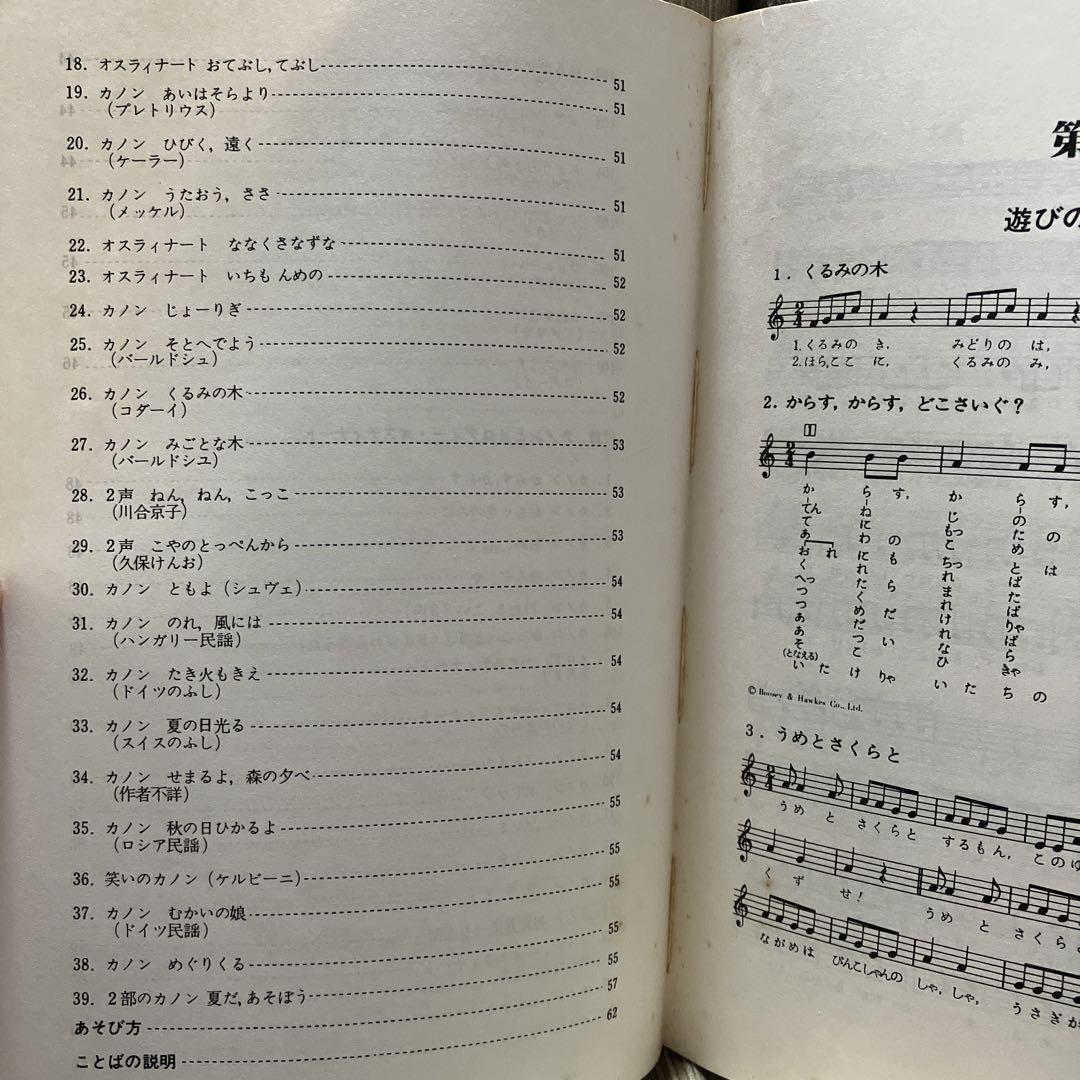 18. オスティナート おてぶし,てぶし 51
19. カノン あいはそらより 51
(プレトリウス)
20. カノン ひびく, 遠く 51
(ケーラー)
21. カノン うたおう, ささ 51
(メッケル)
22. オスティナート ななくさなずな 51
23. オスティナート いちもんめの 52
24. カノン じょーりぎ 52
25. カノン そとへでよう 52
(バールドシュ)
26. カノン くるみの木 52
(コダーイ)
27. カノン みごとな木 53
(バールドシユ)
28. 2声 ねん, ねん, こっこ 53
(川合京子)
29. 2声 こやのとっぺんから 53
(久保けんお)
30. カノン ともよ (シュヴェ) 54
31. カノン のれ, 風には 54
(ハンガリー民謡)
32. カノン たき火もきえ 54
(ドイツのふし)
33. カノン 夏の日光る 54
(スイスのふし)
34. カノン せまるよ, 森の夕べ 54
(作者不詳)
35. カノン 秋の日ひかるよ 55
(ロシア民謡)
36. 笑いのカノン (ケルビーニ) 55
37. カノン むかいの娘 55
(ドイツ民謡)
38. カノン めぐりくる 55
39. 2部のカノン 夏だ,あそぼう 55
あそび方 57
ことばの説明 62
第
遊びの
1. くるみの木
1.くるみの き, みどりの は,
2.ほら,ここ に, くるみの み,
2. からす, からす, どこさいぐ?
1
か らす, か らす,
© Boosey & Hawkes Co., Ltd.
3. うめとさくらと
うめ と さくらと するもん, このゆ
くずせ! うめ と さくらと
ながめは ぴんこしゃんの しゃ,しゃ, うさぎが